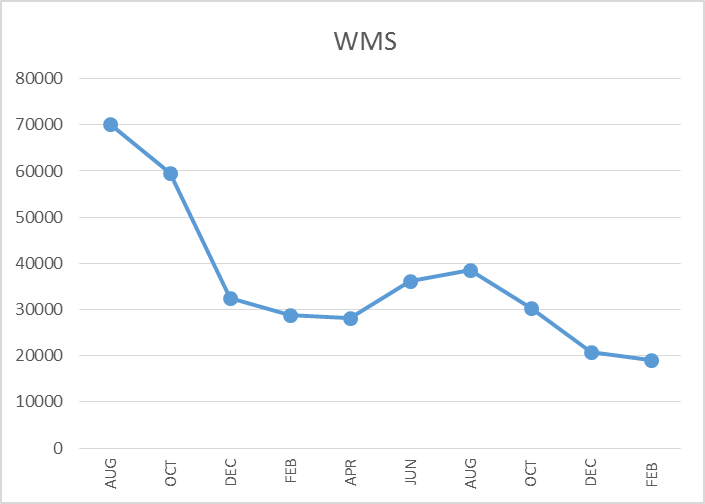 WMS
80000
70000
60000
50000
40000
30000
20000
10000
0
AUG
OCT
DEC
FEB
APR
JUN
AUG
OCT
DEC
FEB